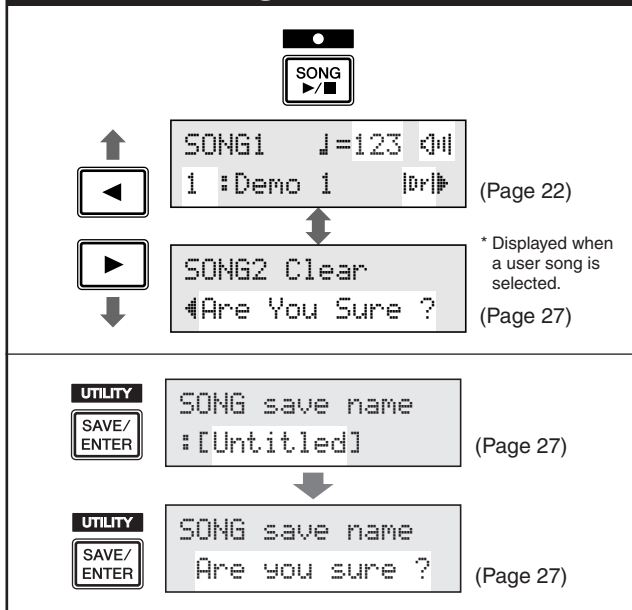 SONG
►/■
SONG1 ♩=123
1 :Demo 1 Dr
(Page 22)
SONG2 Clear
Are You Sure ?
* Displayed when
a user song is
selected.
(Page 27)
UTILITY
SAVE/
ENTER
SONG save name
:[Untitled]
(Page 27)
UTILITY
SAVE/
ENTER
SONG save name
Are you sure ?
(Page 27)